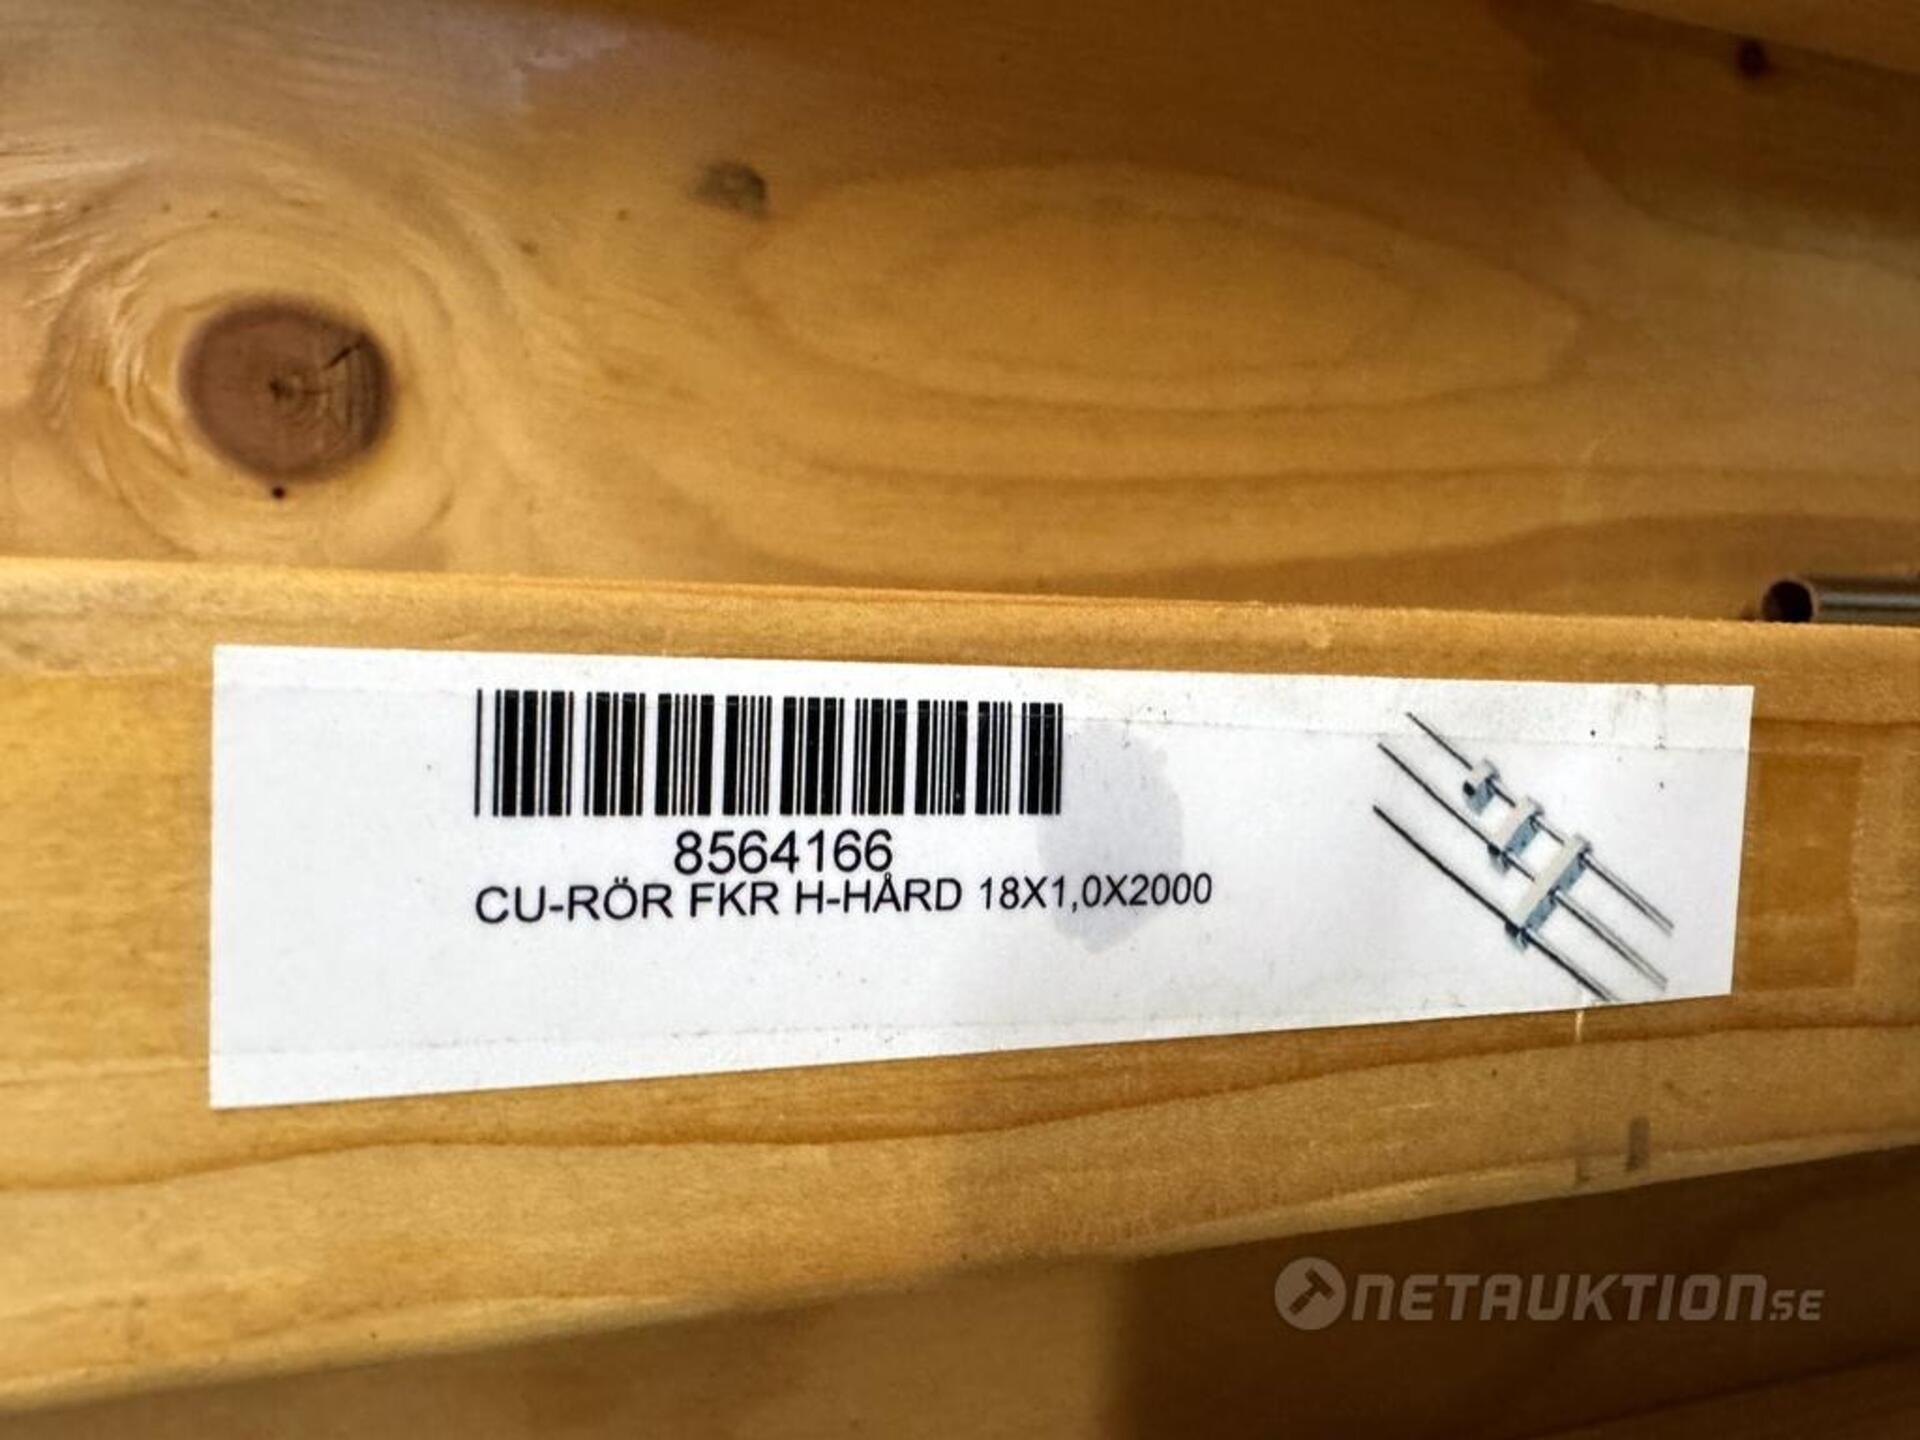 8564166
CU-RÖR FKR H-HÅRD 18X1,0X2000
NETAUKTION.SE